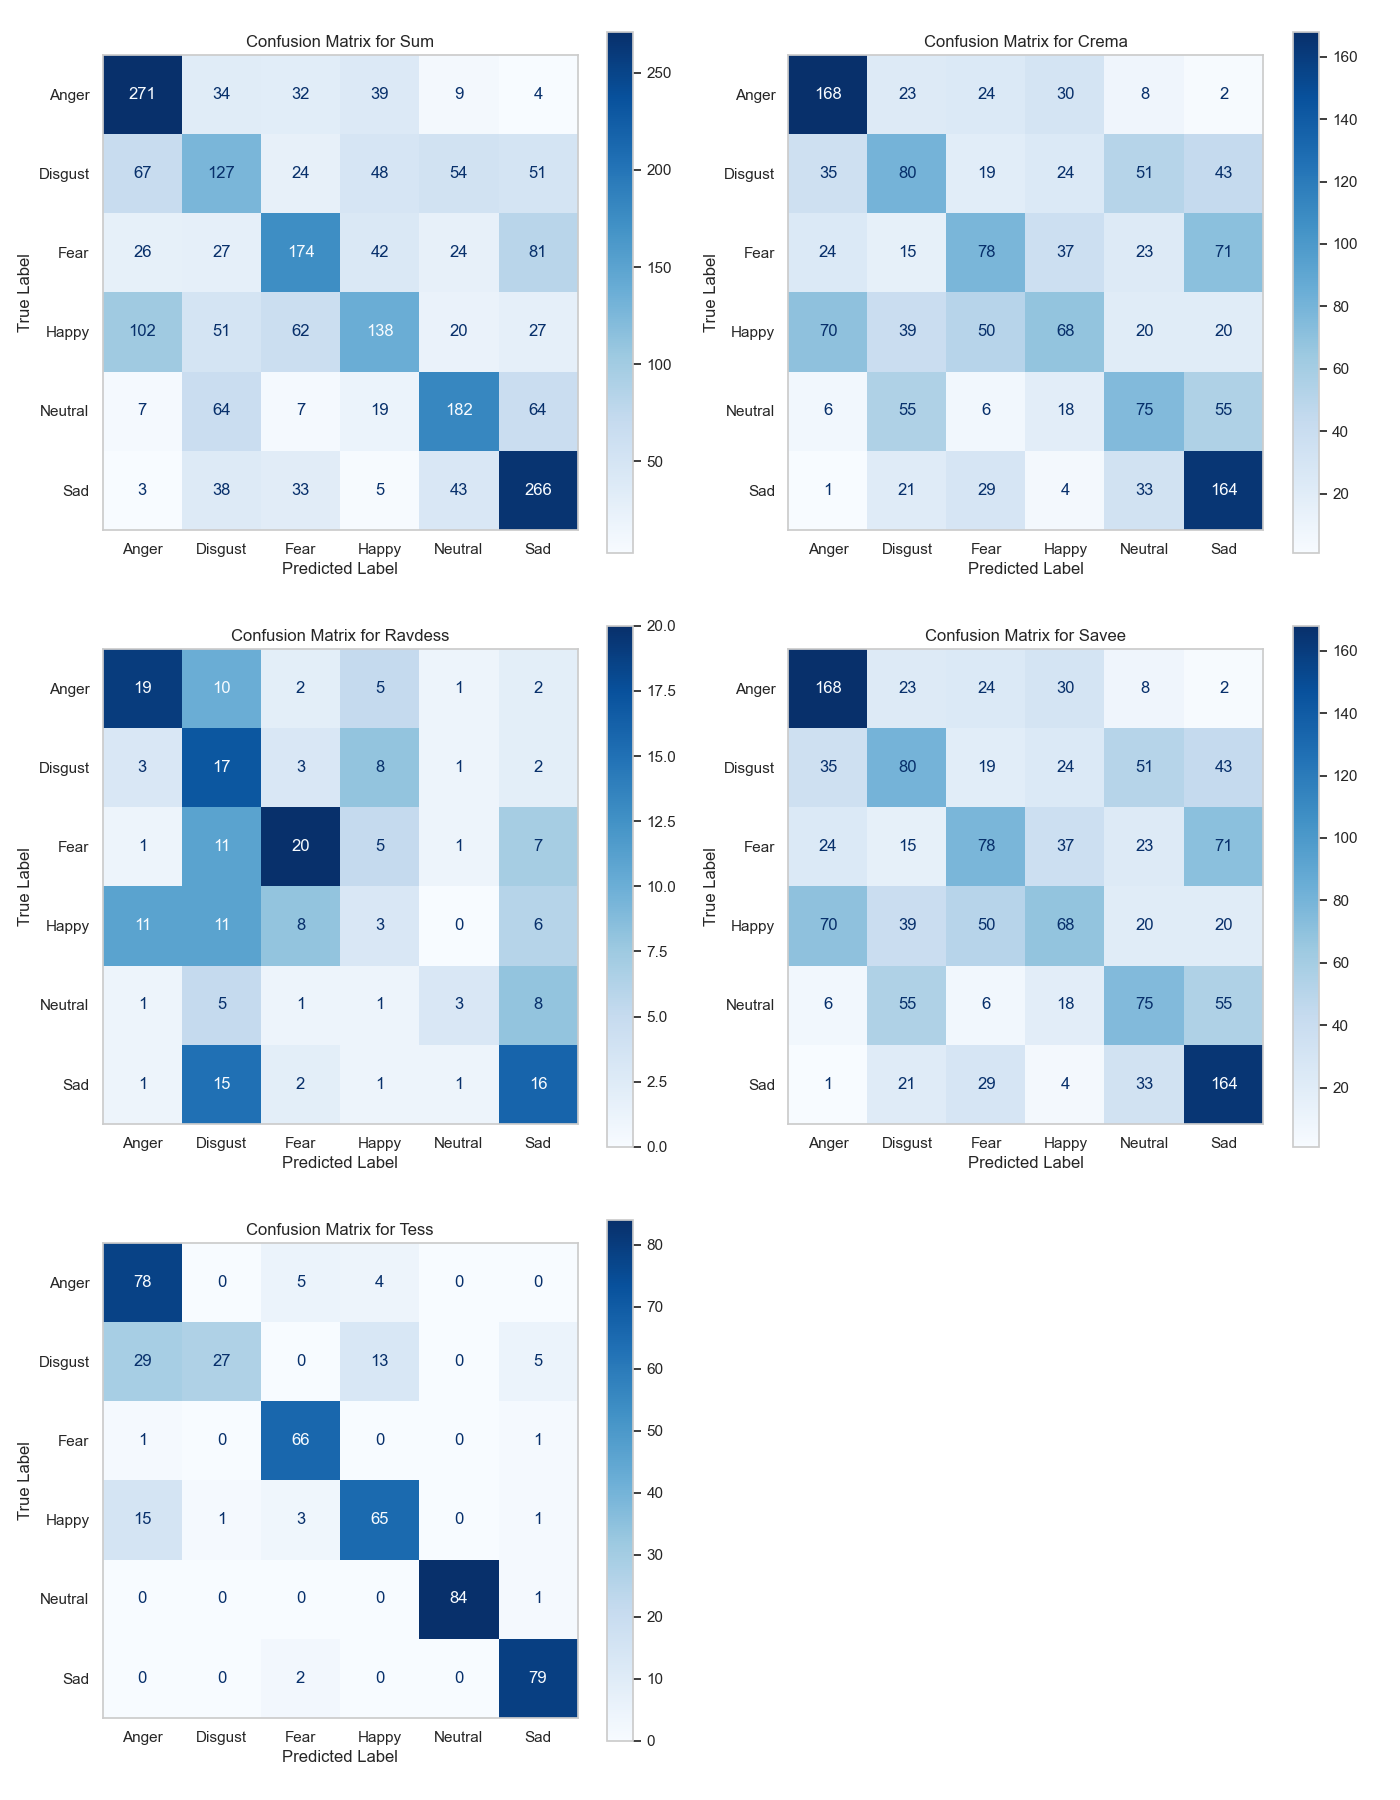 Confusion Matrix for Sum
250
200
150
100
50
True Label
Anger 271 34 32 39 9 4
Disgust 67 127 24 48 54 51
Fear 26 27 174 42 24 81
Happy 102 51 62 138 20 27
Neutral 7 64 7 19 182 64
Sad 3 38 33 5 43 266
Anger Disgust Fear Happy Neutral Sad
Predicted Label
Confusion Matrix for Crema
160
140
120
100
80
60
40
20
True Label
Anger 168 23 24 30 8 2
Disgust 35 80 19 24 51 43
Fear 24 15 78 37 23 71
Happy 70 39 50 68 20 20
Neutral 6 55 6 18 75 55
Sad 1 21 29 4 33 164
Anger Disgust Fear Happy Neutral Sad
Predicted Label
Confusion Matrix for Ravdess
20.0
17.5
15.0
12.5
10.0
7.5
5.0
2.5
0.0
True Label
Anger 19 10 2 5 1 2
Disgust 3 17 3 8 1 2
Fear 1 11 20 5 1 7
Happy 11 11 8 3 0 6
Neutral 1 5 1 1 3 8
Sad 1 15 2 1 1 16
Anger Disgust Fear Happy Neutral Sad
Predicted Label
Confusion Matrix for Savee
160
140
120
100
80
60
40
20
True Label
Anger 168 23 24 30 8 2
Disgust 35 80 19 24 51 43
Fear 24 15 78 37 23 71
Happy 70 39 50 68 20 20
Neutral 6 55 6 18 75 55
Sad 1 21 29 4 33 164
Anger Disgust Fear Happy Neutral Sad
Predicted Label
Confusion Matrix for Tess
80
70
60
50
40
30
20
10
0
True Label
Anger 78 0 5 4 0 0
Disgust 29 27 0 13 0 5
Fear 1 0 66 0 0 1
Happy 15 1 3 65 0 1
Neutral 0 0 0 0 84 1
Sad 0 0 2 0 0 79
Anger Disgust Fear Happy Neutral Sad
Predicted Label